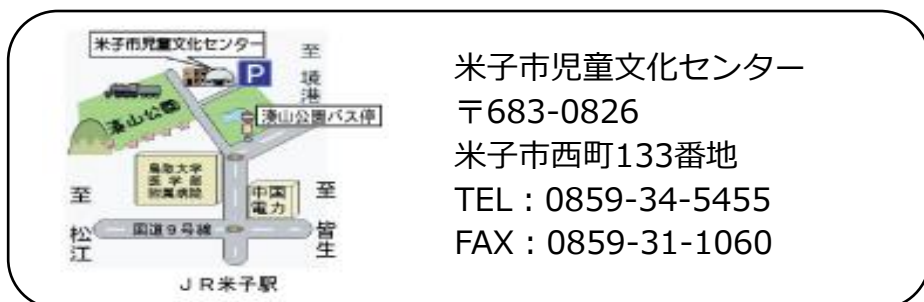 米子市児童文化センター
至
境港
P
湊山公園
湊山公園バス停
鳥取大学
医学部
附属病院
中国
電力
至
松江
至
皆生
国道9号線
JR米子駅
米子市児童文化センター
〒683-0826
米子市西町133番地
TEL：0859-34-5455
FAX：0859-31-1060